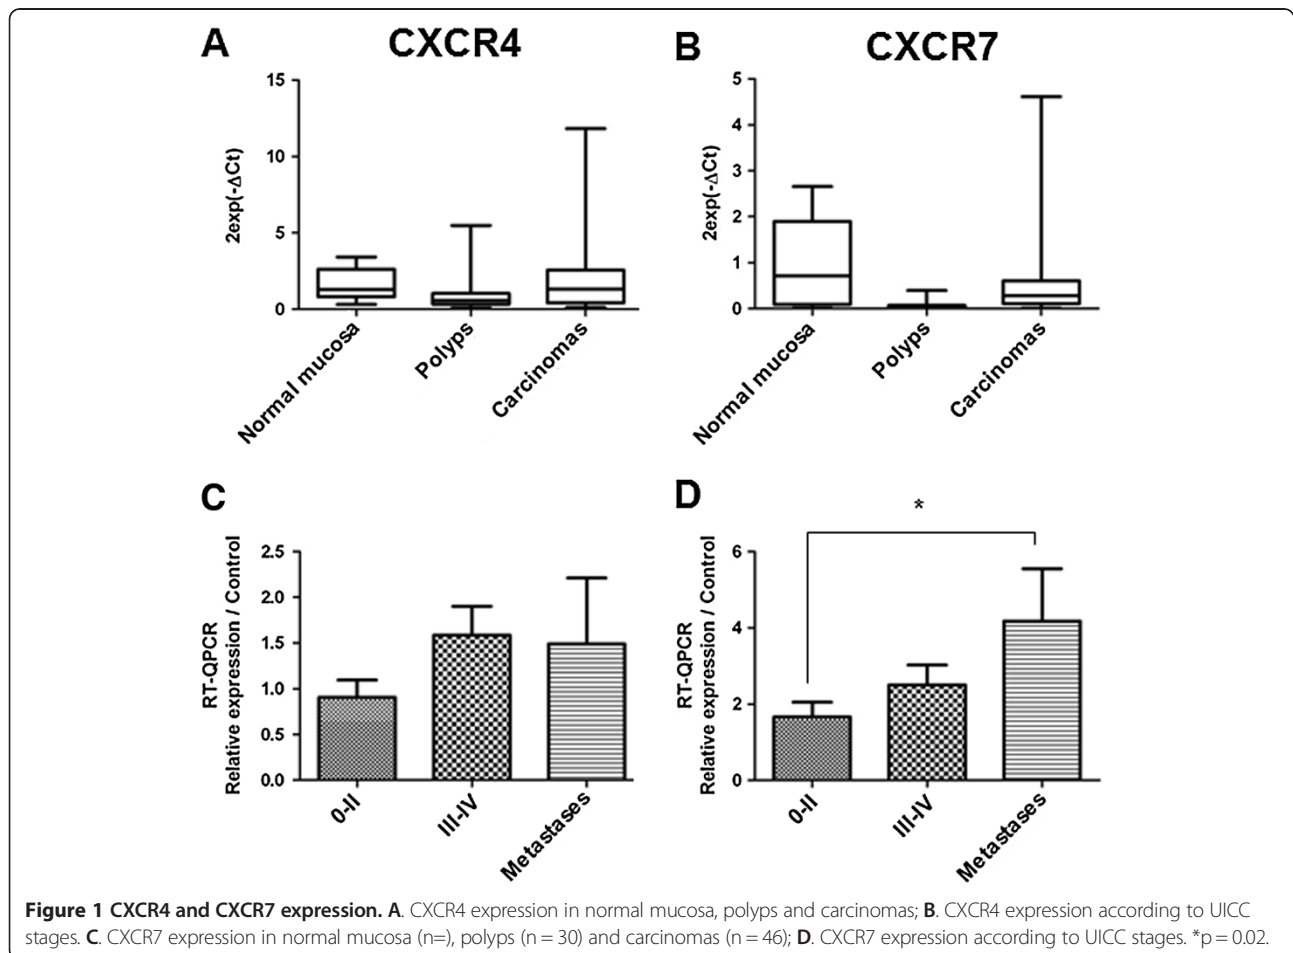 A CXCR4
15
10
5
0
2exp(-ΔCt)
Normal mucosa
Polyps
Carcinomas
B CXCR7
5
4
3
2
1
0
2exp(-ΔCt)
Normal mucosa
Polyps
Carcinomas
C
2.5
2.0
1.5
1.0
0.5
0.0
RT-QPCR
Relative expression / Control
0-II
III-IV
Metastases
D
*
6
4
2
0
RT-QPCR
Relative expression / Control
0-II
III-IV
Metastases
Figure 1 CXCR4 and CXCR7 expression. A. CXCR4 expression in normal mucosa, polyps and carcinomas; B. CXCR4 expression according to UICC
stages. C. CXCR7 expression in normal mucosa (n=), polyps (n = 30) and carcinomas (n = 46); D. CXCR7 expression according to UICC stages. *p = 0.02.